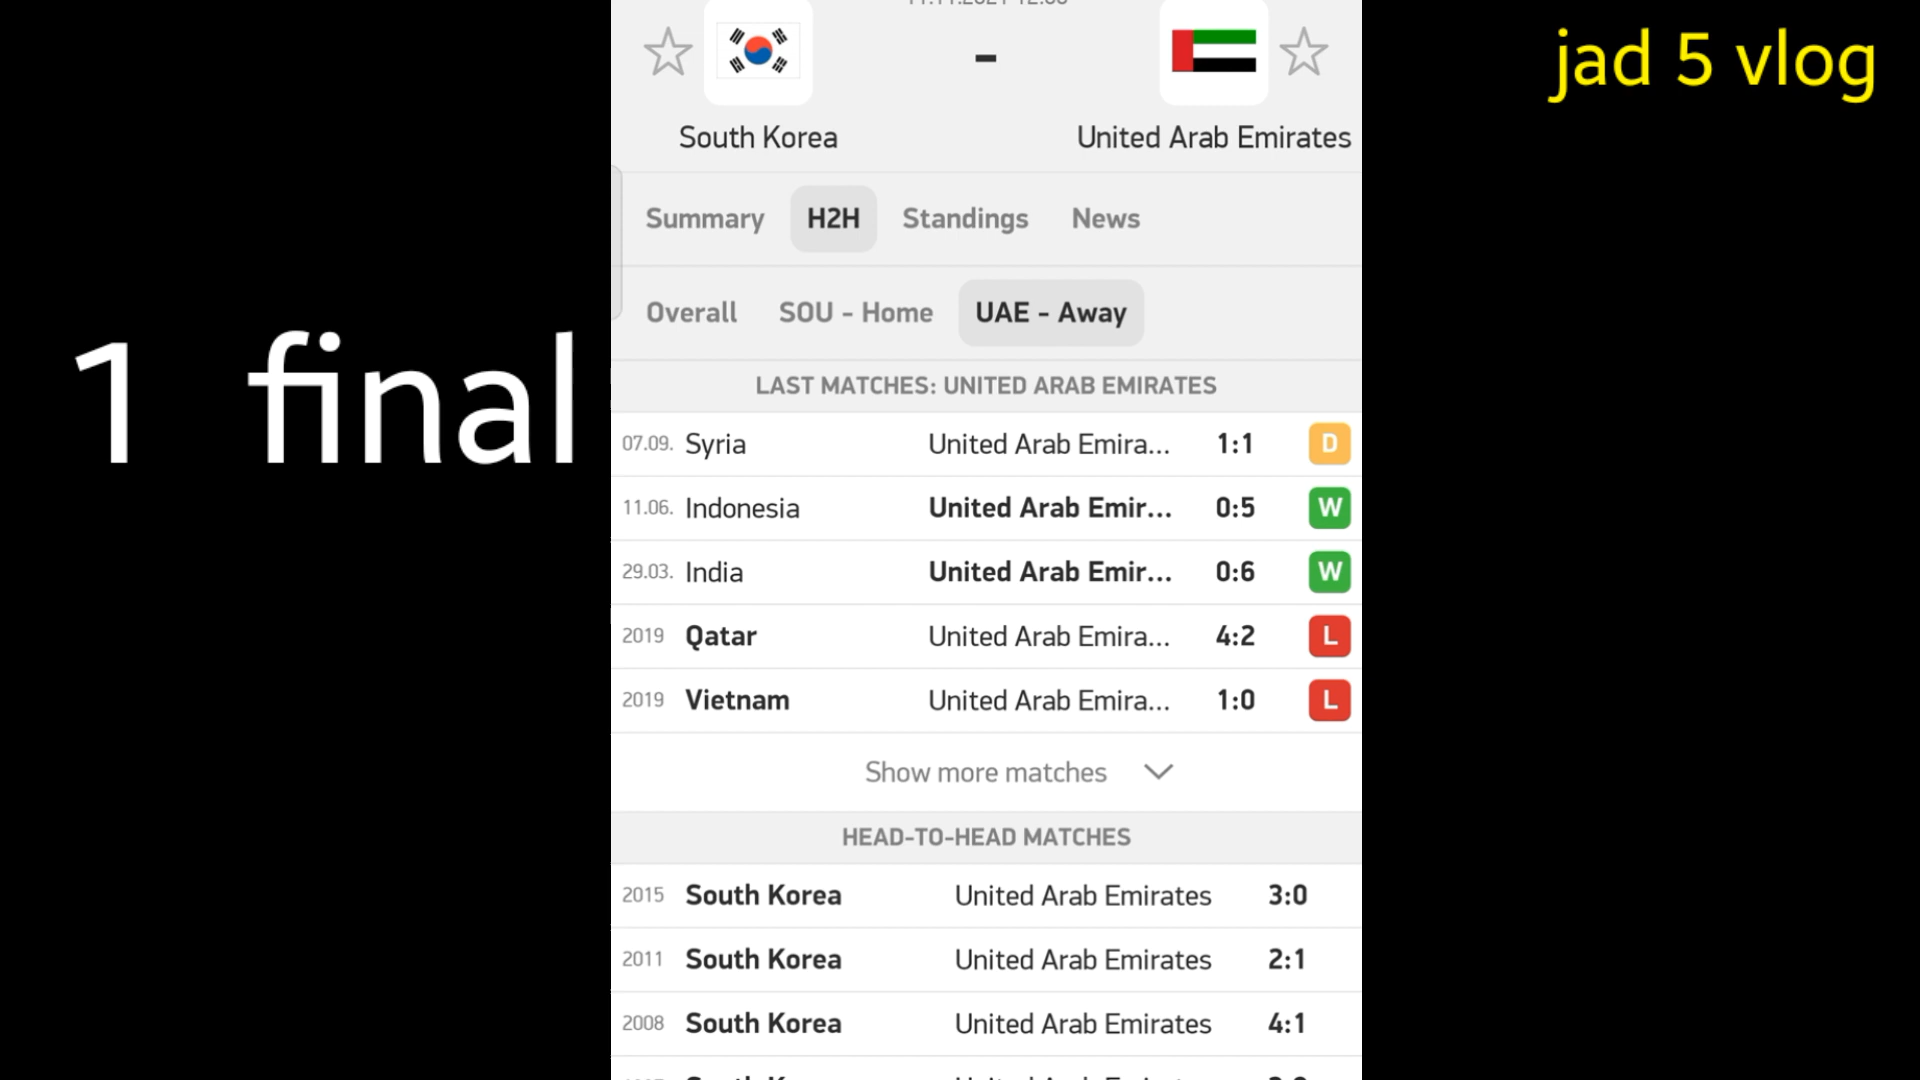 jad 5 vlog
1 final
South Korea - United Arab Emirates
Summary H2H Standings News
Overall SOU - Home UAE - Away
LAST MATCHES: UNITED ARAB EMIRATES
07.09. Syria United Arab Emira... 1:1 D
11.06. Indonesia United Arab Emir... 0:5 W
29.03. India United Arab Emir... 0:6 W
2019 Qatar United Arab Emira... 4:2 L
2019 Vietnam United Arab Emira... 1:0 L
Show more matches
HEAD-TO-HEAD MATCHES
2015 South Korea United Arab Emirates 3:0
2011 South Korea United Arab Emirates 2:1
2008 South Korea United Arab Emirates 4:1